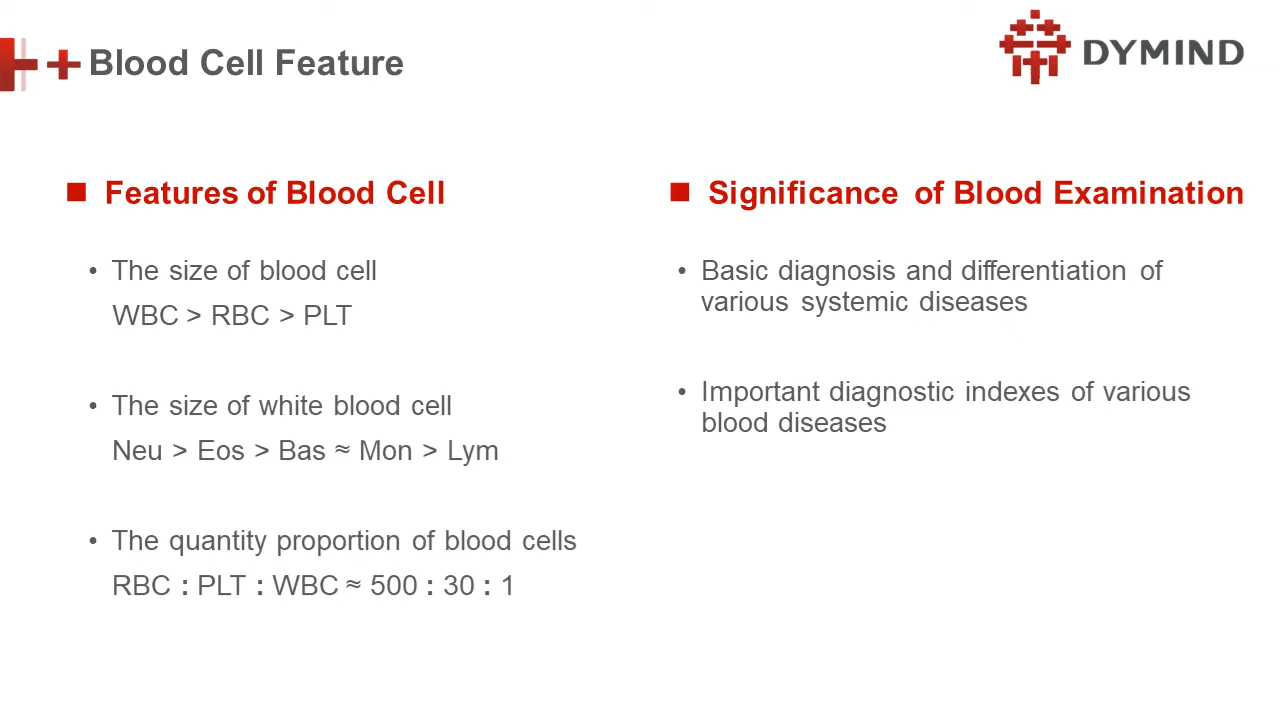 Blood Cell Feature
DYMIND
■ Features of Blood Cell
• The size of blood cell
WBC > RBC > PLT
• The size of white blood cell
Neu > Eos > Bas ≈ Mon > Lym
• The quantity proportion of blood cells
RBC : PLT : WBC ≈ 500 : 30 : 1
■ Significance of Blood Examination
• Basic diagnosis and differentiation of
various systemic diseases
• Important diagnostic indexes of various
blood diseases